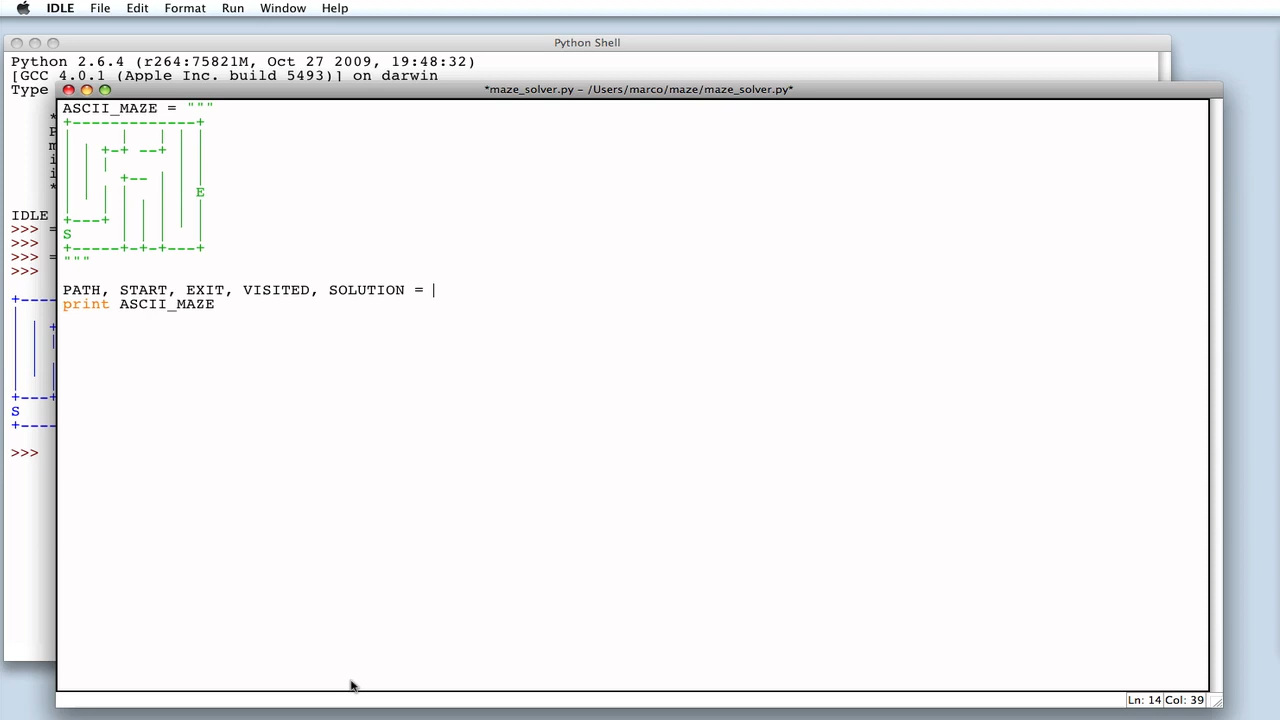 IDLE File Edit Format Run Window Help
Python Shell
Python 2.6.4 (r264:75821M, Oct 27 2009, 19:48:32)
[GCC 4.0.1 (Apple Inc. build 5493)] on darwin
Type
IDLE
>>> =
>>>
>>> =
>>>
+----
|
| | +
| | |
| |
| | |
|   |
+---+
S
+----
>>>
*maze_solver.py – /Users/marco/maze/maze_solver.py*
ASCII_MAZE = """
+-------------+
|     |   | | |
| | +-+ --+ | |
| | |       | |
| |   +-- | | |
| | | |   | | E
|   | | | | | |
+---+ | | | | |
S     | | |   |
+-----+-+-+---+
"""
PATH, START, EXIT, VISITED, SOLUTION =
print ASCII_MAZE
Ln: 14 Col: 39